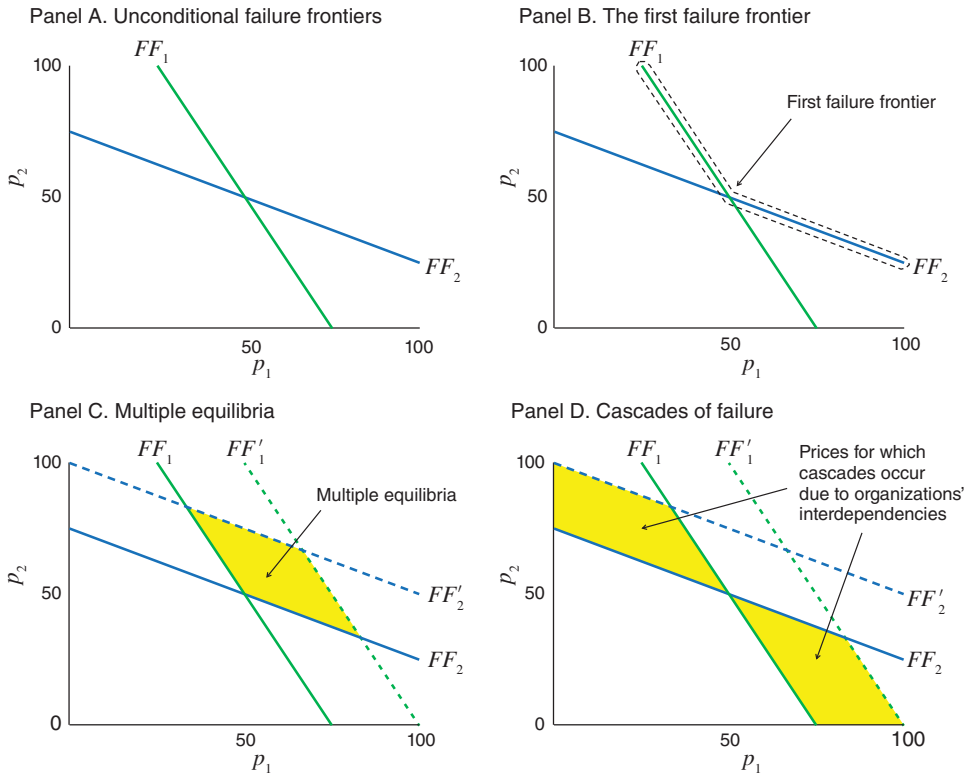 Panel A. Unconditional failure frontiers
FF₁
100
50
0
p₂
FF₂
50
100
p₁
Panel B. The first failure frontier
FF₁
100
First failure frontier
50
0
p₂
FF₂
50
100
p₁
Panel C. Multiple equilibria
FF₁
FF′₁
100
Multiple equilibria
50
0
p₂
FF′₂
FF₂
50
100
p₁
Panel D. Cascades of failure
FF₁
FF′₁
Prices for which
cascades occur
due to organizations’
interdependencies
100
50
0
p₂
FF′₂
FF₂
50
100
p₁